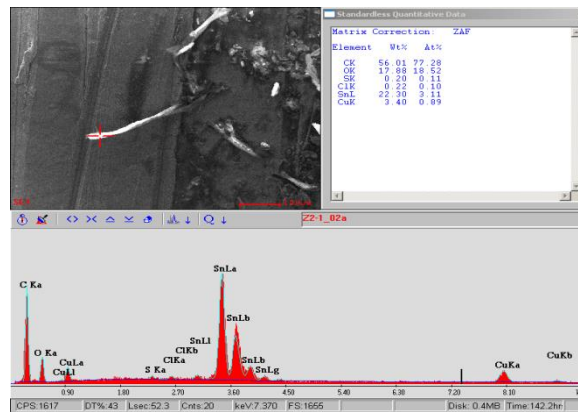 Standardless Quantitative Data
Matrix Correction: ZAF
Element Wt% At%
CK 56.01 77.28
OK 17.88 18.52
SK 0.20 0.11
ClK 0.22 0.10
SnL 22.30 3.11
CuK 3.40 0.89
Z2-1_02a
C Ka
O Ka
CuLa
CuLl
S Ka
ClKa
ClKb
SnLl
SnLa
SnLb
SnLb
SnLg
CuKa
CuKb
0.90 1.80 2.70 3.60 4.50 5.40 6.30 7.20 8.10
CPS:1617 DT%:43 Lsec:52.3 Cnts:20 keV:7.370 FS:1655 Disk: 0.4MB Time:142.2hr